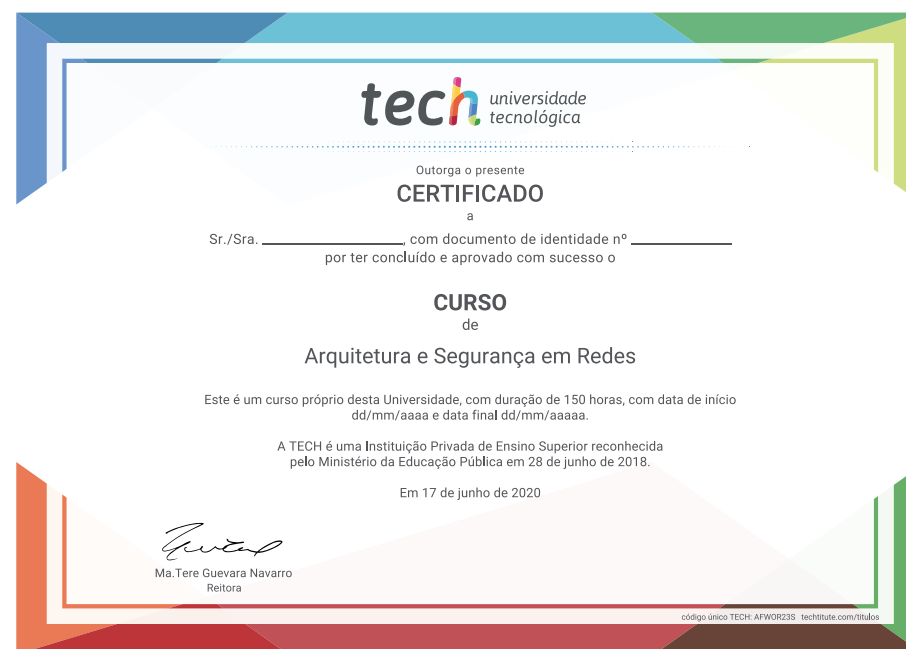 tech universidade
tecnológica
Outorga o presente
CERTIFICADO
a
Sr./Sra. ________________, com documento de identidade nº ____________
por ter concluído e aprovado com sucesso o
CURSO
de
Arquitetura e Segurança em Redes
Este é um curso próprio desta Universidade, com duração de 150 horas, com data de início
dd/mm/aaaa e data final dd/mm/aaaaa.
A TECH é uma Instituição Privada de Ensino Superior reconhecida
pelo Ministério da Educação Pública em 28 de junho de 2018.
Em 17 de junho de 2020
Ma.Tere Guevara Navarro
Reitora
código único TECH: AFWOR23S techtitute.com/titulos